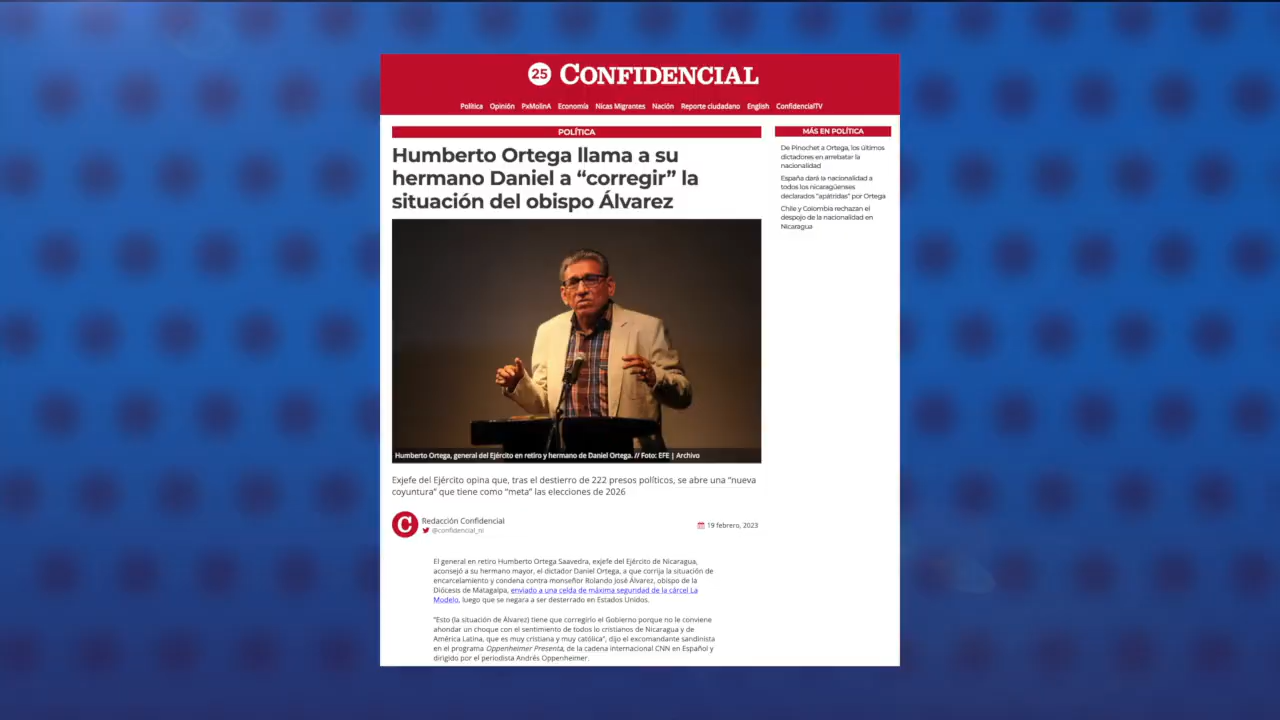 25 CONFIDENCIAL
Política Opinión PxMolinA Economía Nicas Migrantes Nación Reporte ciudadano English ConfidencialTV
POLÍTICA
Humberto Ortega llama a su
hermano Daniel a “corregir” la
situación del obispo Álvarez
Humberto Ortega, general del Ejército en retiro y hermano de Daniel Ortega. // Foto: EFE | Archivo
Exjefe del Ejército opina que, tras el destierro de 222 presos políticos, se abre una “nueva
coyuntura” que tiene como “meta” las elecciones de 2026
C
Redacción Confidencial
@confidencial_ni
19 febrero, 2023
El general en retiro Humberto Ortega Saavedra, exjefe del Ejército de Nicaragua,
aconsejó a su hermano mayor, el dictador Daniel Ortega, a que corrija la situación de
encarcelamiento y condena contra monseñor Rolando José Álvarez, obispo de la
Diócesis de Matagalpa, enviado a una celda de máxima seguridad de la cárcel La
Modelo, luego que se negara a ser desterrado en Estados Unidos.
“Esto (la situación de Álvarez) tiene que corregirlo el Gobierno porque no le conviene
ahondar un choque con el sentimiento de todos lo cristianos de Nicaragua y de
América Latina, que es muy cristiana y muy católica”, dijo el excomandante sandinista
en el programa Oppenheimer Presenta, de la cadena internacional CNN en Español y
dirigido por el periodista Andrés Oppenheimer.
MÁS EN POLÍTICA
De Pinochet a Ortega, los últimos
dictadores en arrebatar la
nacionalidad
España dará la nacionalidad a
todos los nicaragüenses
declarados “apátridas” por Ortega
Chile y Colombia rechazan el
despojo de la nacionalidad en
Nicaragua